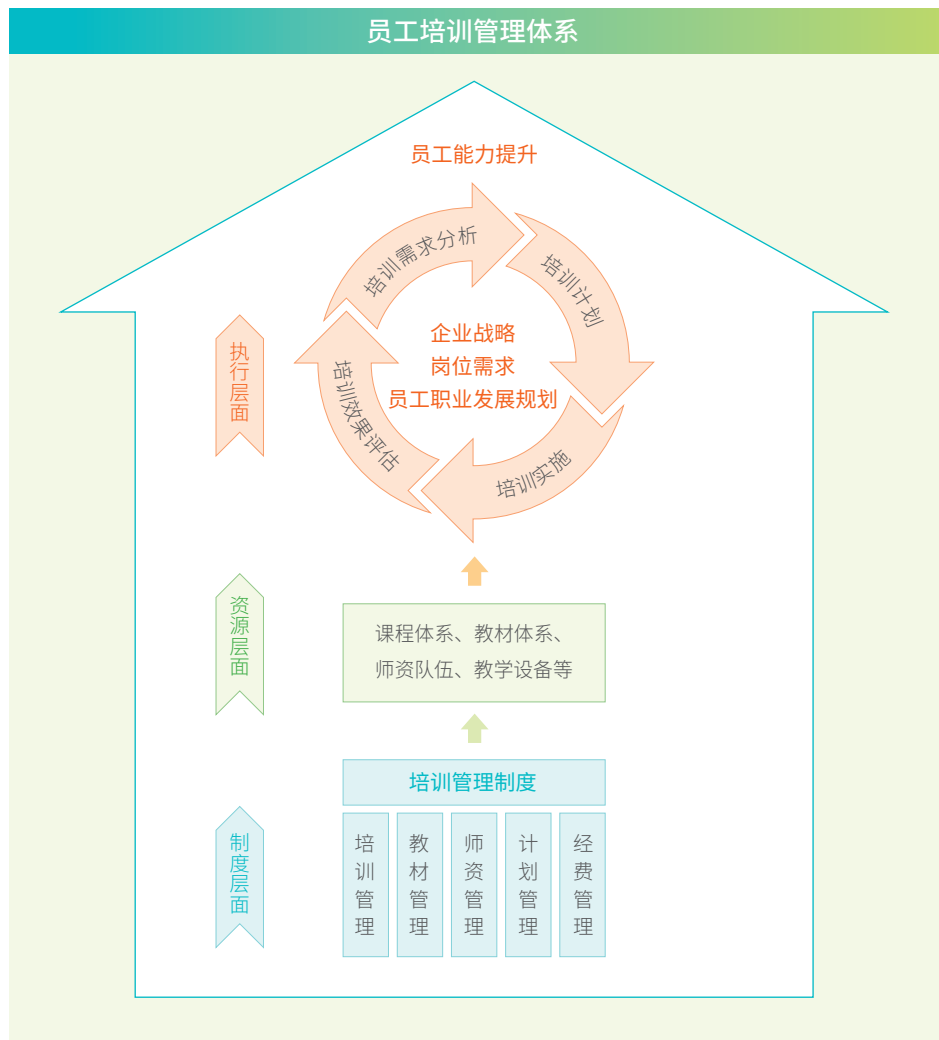 员工培训管理体系
员工能力提升
培训需求分析
培训计划
培训实施
培训效果评估
企业战略
岗位需求
员工职业发展规划
执行层面
资源层面
课程体系、教材体系、
师资队伍、教学设备等
制度层面
培训管理制度
培训管理
教材管理
师资管理
计划管理
经费管理